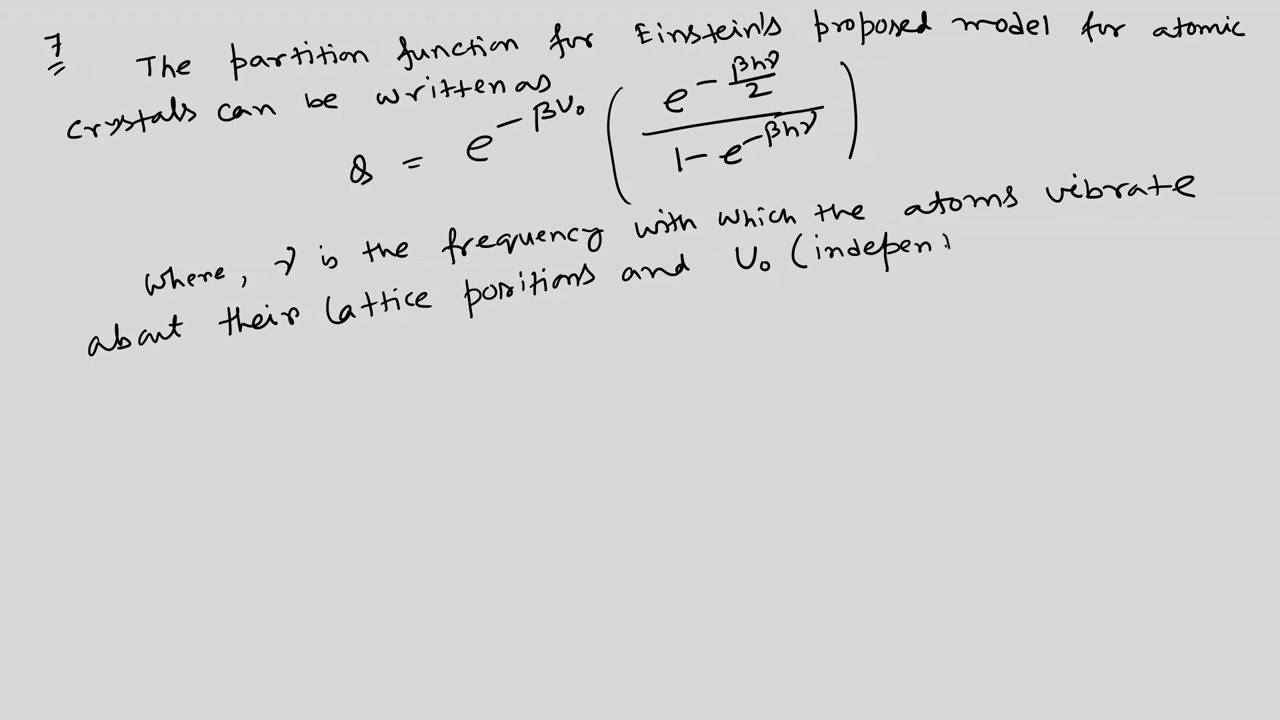 7 The partition function for Einstein's proposed model for atomic
crystals can be written as
Q = e^{-βU₀} ( e^{-βhν/2} / 1 - e^{-βhν} )
where, ν is the frequency with which the atoms vibrate
about their lattice positions and U₀ (indepen